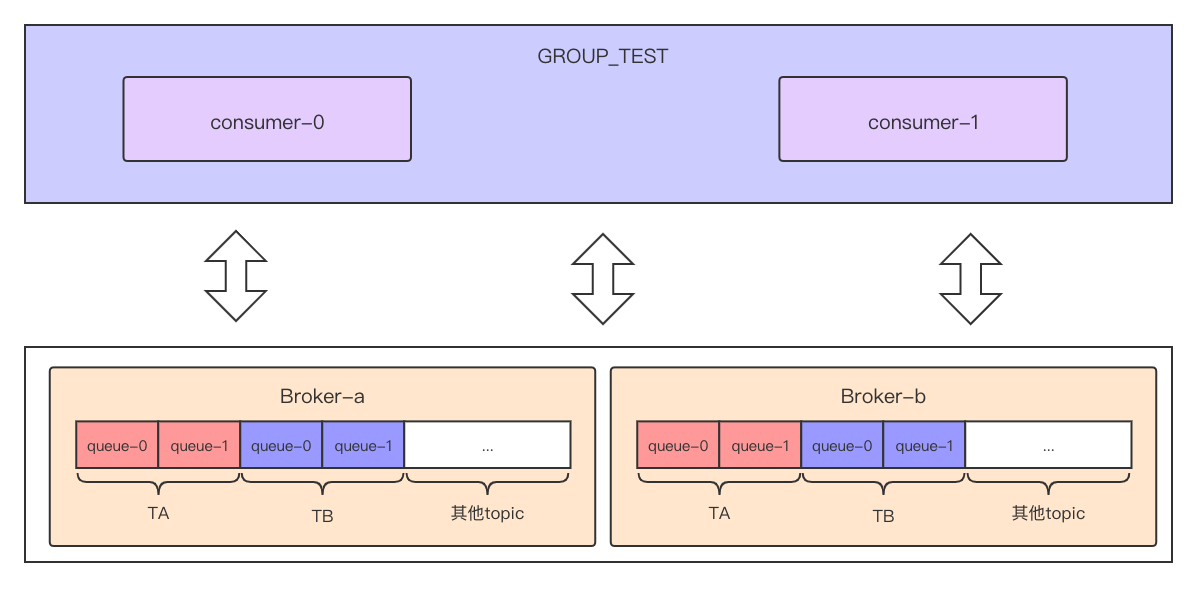 GROUP_TEST
consumer-0
consumer-1
Broker-a
queue-0 queue-1 queue-0 queue-1 ...
TA TB 其他topic
Broker-b
queue-0 queue-1 queue-0 queue-1 ...
TA TB 其他topic